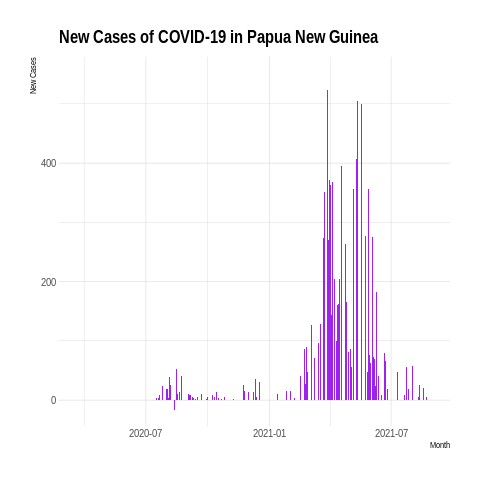 New Cases of COVID-19 in Papua New Guinea
New Cases
400
200
0
2020-07
2021-01
2021-07
Month